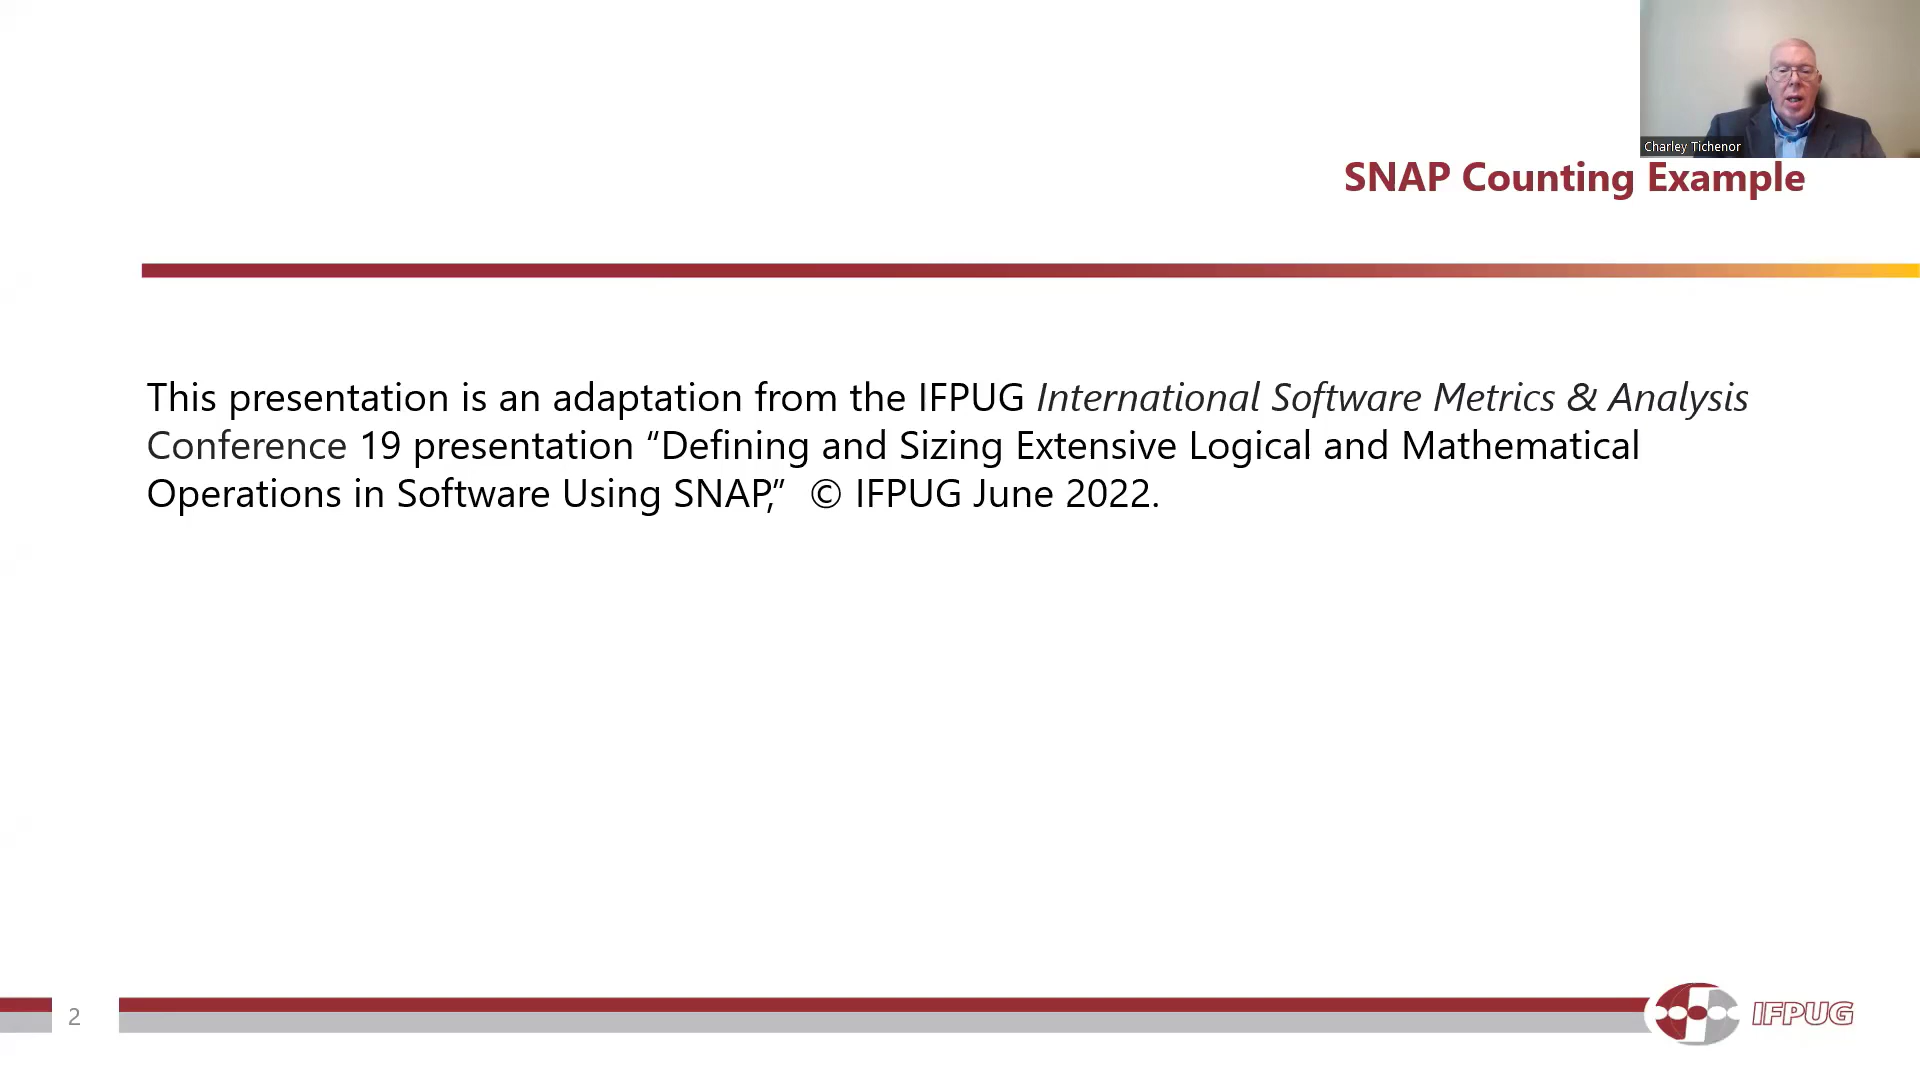 Charley Tichenor
SNAP Counting Example
This presentation is an adaptation from the IFPUG International Software Metrics & Analysis
Conference 19 presentation “Defining and Sizing Extensive Logical and Mathematical
Operations in Software Using SNAP,”  © IFPUG June 2022.
2
IFPUG